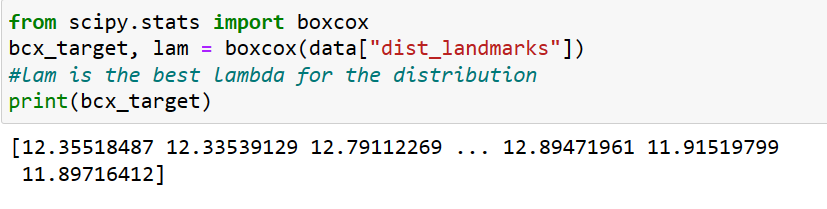 from scipy.stats import boxcox
bcx_target, lam = boxcox(data["dist_landmarks"])
#lam is the best lambda for the distribution
print(bcx_target)
[12.35518487 12.33539129 12.79112269 ... 12.89471961 11.91519799
 11.89716412]